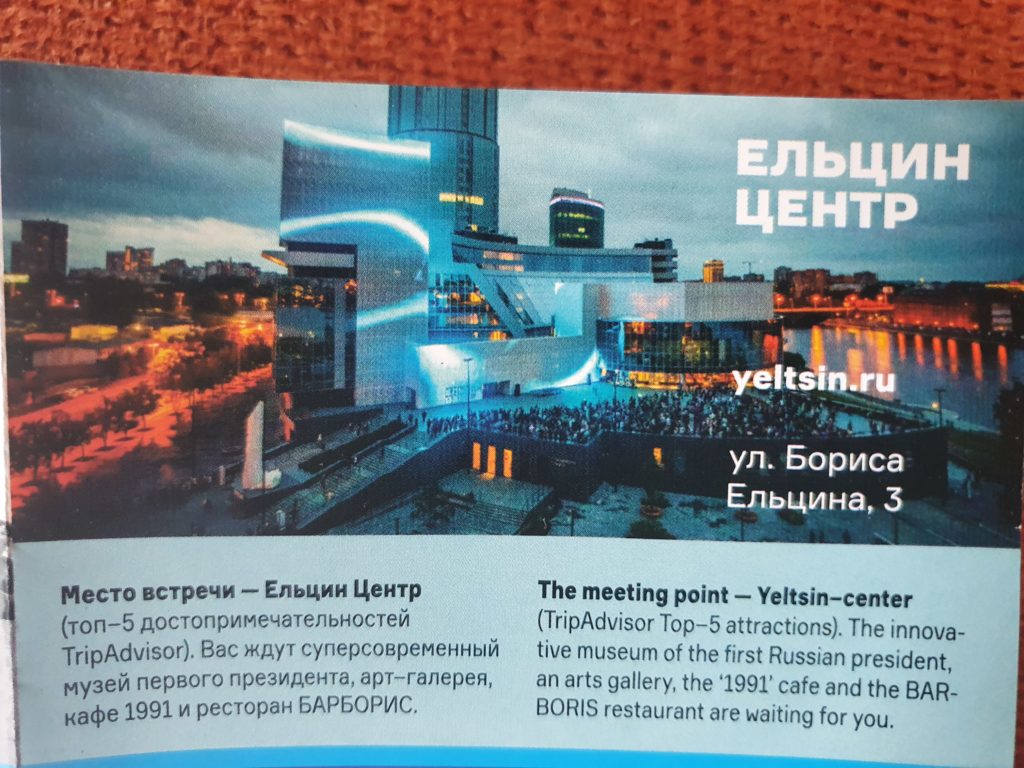 ЕЛЬЦИН
ЦЕНТР
yeltsin.ru
ул. Бориса
Ельцина, 3
Место встречи – Ельцин Центр
(топ–5 достопримечательностей
TripAdvisor). Вас ждут суперсовременный
музей первого президента, арт–галерея,
кафе 1991 и ресторан БАРБОРИС.
The meeting point – Yeltsin–center
(TripAdvisor Top–5 attractions). The innova-
tive museum of the first Russian president,
an arts gallery, the ‘1991’ cafe and the BAR-
BORIS restaurant are waiting for you.